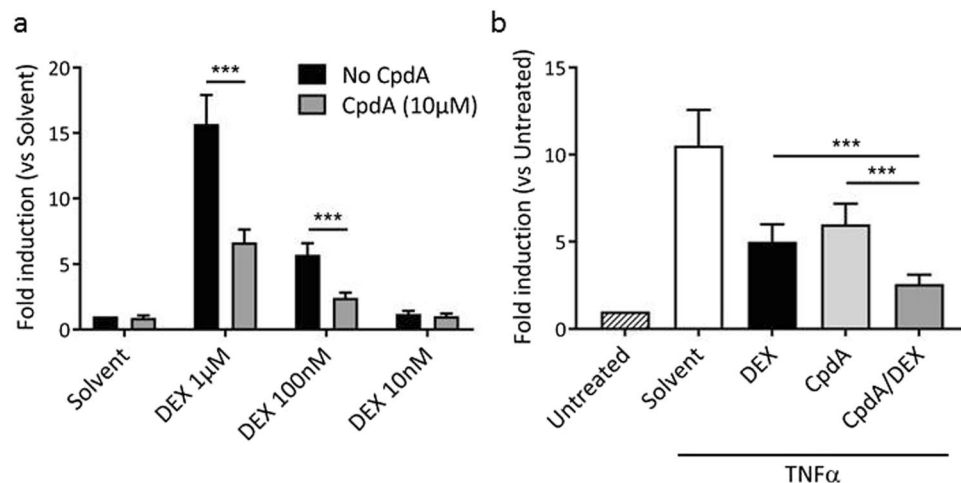 a
Fold induction (vs Solvent)
20
15
10
5
0
***
***
No CpdA
CpdA (10μM)
Solvent
DEX 1μM
DEX 100nM
DEX 10nM
b
Fold induction (vs Untreated)
15
10
5
0
***
***
Untreated
Solvent
DEX
CpdA
CpdA/DEX
TNFα